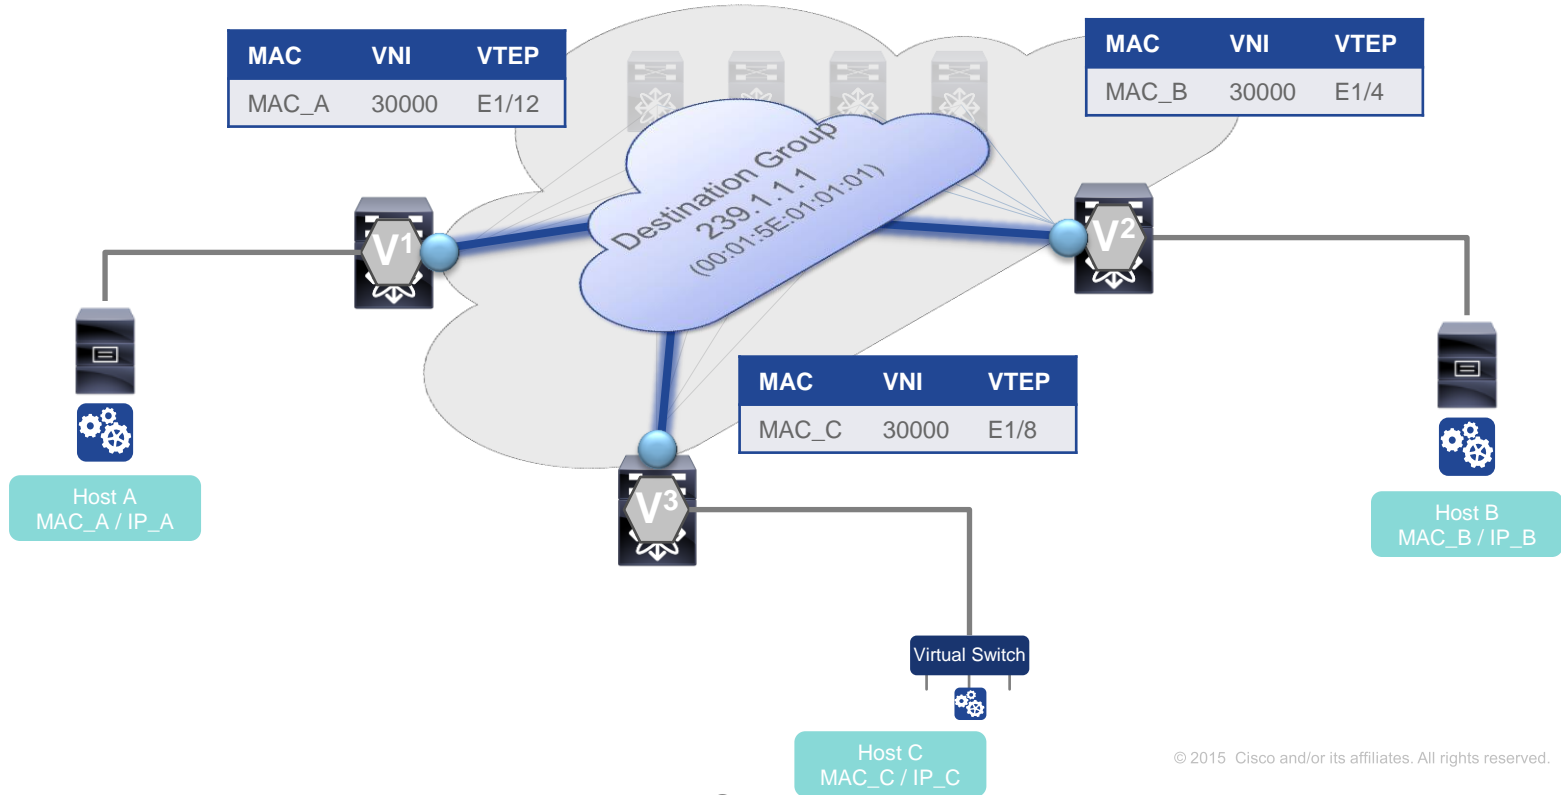 MAC VNI VTEP
MAC_A 30000 E1/12
MAC VNI VTEP
MAC_B 30000 E1/4
Destination Group
239.1.1.1
(00:01:5E:01:01:01)
V1
V2
MAC VNI VTEP
MAC_C 30000 E1/8
V3
Host A
MAC_A / IP_A
Host B
MAC_B / IP_B
Virtual Switch
Host C
MAC_C / IP_C
© 2015 Cisco and/or its affiliates. All rights reserved.